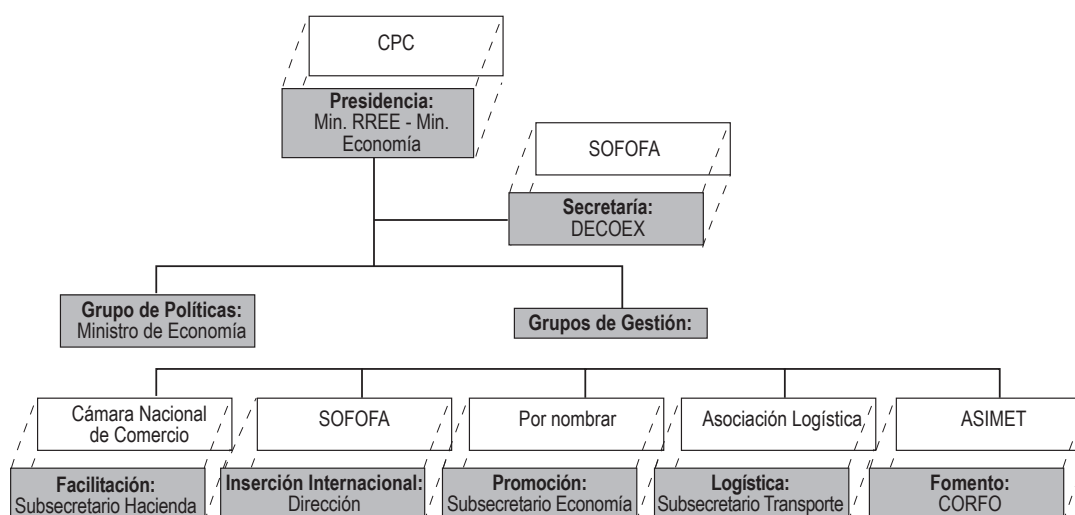 CPC
Presidencia:
Min. RREE - Min.
Economía
SOFOFA
Secretaría:
DECOEX
Grupo de Políticas:
Ministro de Economía
Grupos de Gestión:
Cámara Nacional
de Comercio
SOFOFA
Por nombrar
Asociación Logística
ASIMET
Facilitación:
Subsecretario Hacienda
Inserción Internacional:
Dirección
Promoción:
Subsecretario Economía
Logística:
Subsecretario Transporte
Fomento:
CORFO